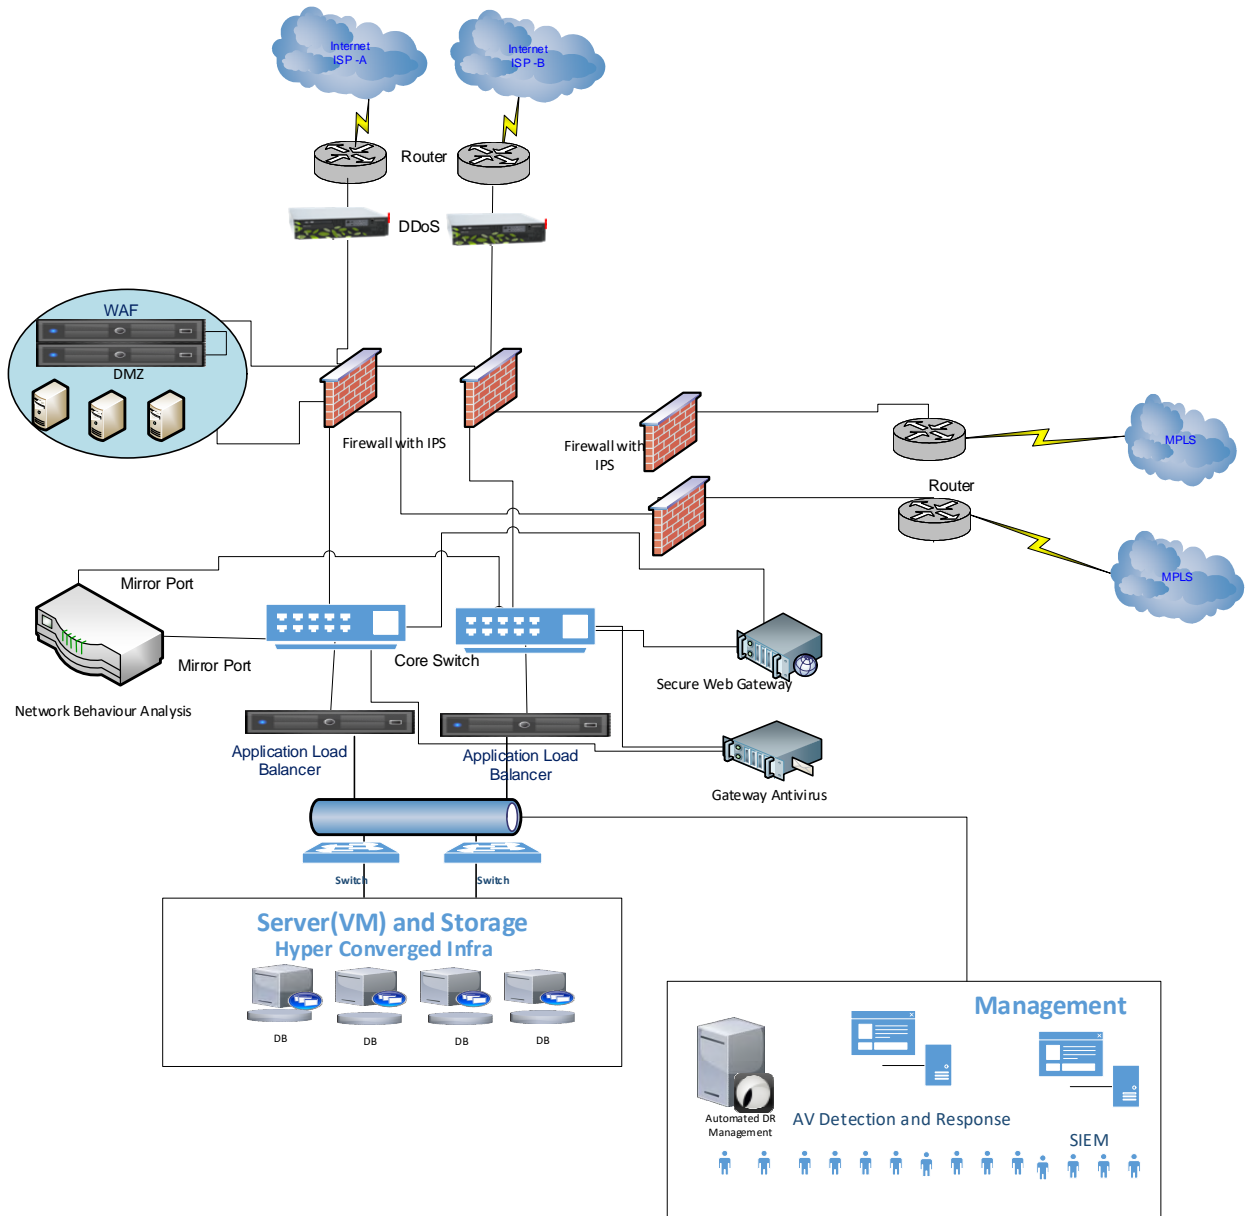 Internet
ISP -A
Internet
ISP -B
Router
DDoS
WAF
DMZ
Firewall with IPS
Firewall with
IPS
MPLS
Router
MPLS
Mirror Port
Mirror Port
Core Switch
Network Behaviour Analysis
Secure Web Gateway
Application Load
Balancer
Application Load
Balancer
Gateway Antivirus
Switch
Switch
Server(VM) and Storage
Hyper Converged Infra
DB
DB
DB
DB
Management
Automated DR
Management
AV Detection and Response
SIEM